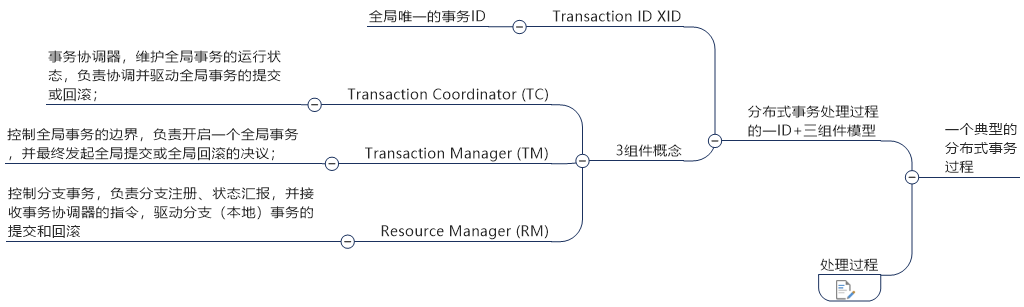 全局唯一的事务ID
Transaction ID XID
事务协调器，维护全局事务的运行状
态，负责协调并驱动全局事务的提交
或回滚；
Transaction Coordinator (TC)
控制全局事务的边界，负责开启一个全局事务
，并最终发起全局提交或全局回滚的决议；
Transaction Manager (TM)
控制分支事务，负责分支注册、状态汇报，并接
收事务协调器的指令，驱动分支（本地）事务的
提交和回滚
Resource Manager (RM)
3组件概念
分布式事务处理过程
的一ID+三组件模型
一个典型的
分布式事务
过程
处理过程